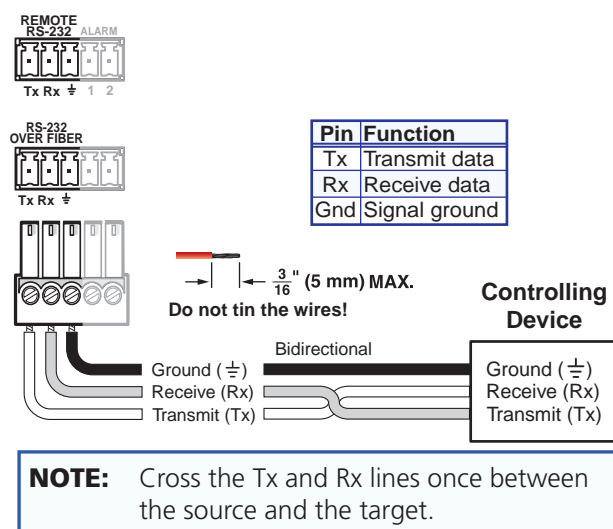 REMOTE
RS-232 ALARM
Tx Rx ⏚ 1 2
RS-232
OVER FIBER
Tx Rx ⏚
Pin Function
Tx Transmit data
Rx Receive data
Gnd Signal ground
3/16" (5 mm) MAX.
Do not tin the wires!
Controlling
Device
Bidirectional
Ground (⏚) Ground (⏚)
Receive (Rx) Receive (Rx)
Transmit (Tx) Transmit (Tx)
NOTE: Cross the Tx and Rx lines once between
the source and the target.